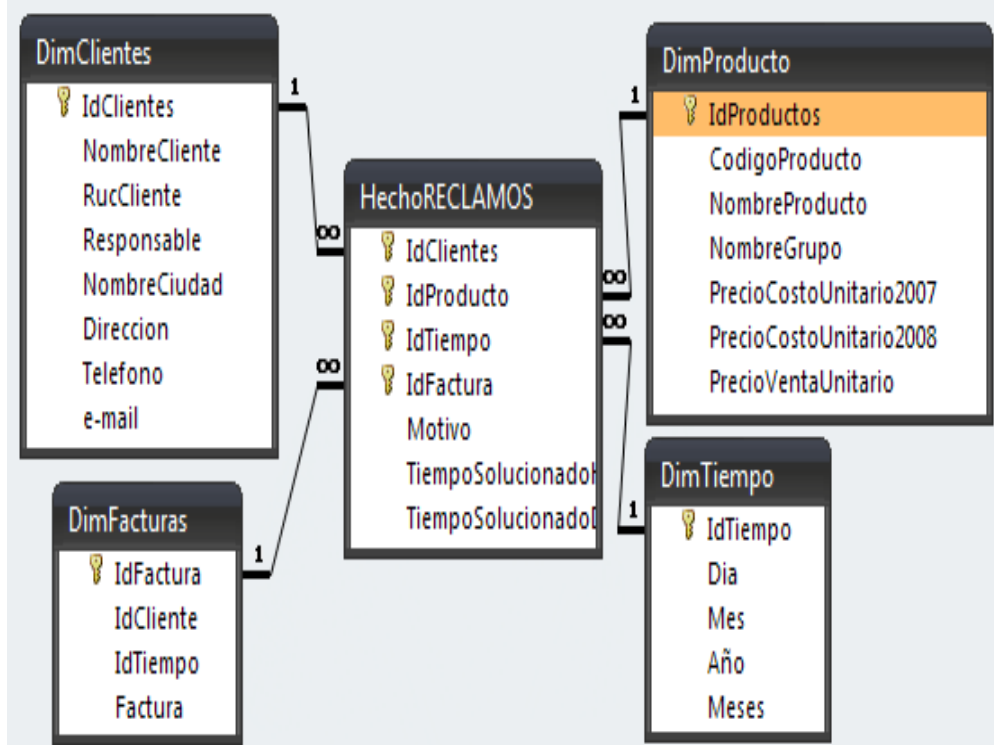 DimClientes
IdClientes
NombreCliente
RucCliente
Responsable
NombreCiudad
Direccion
Telefono
e-mail
1
∞
HechoRECLAMOS
IdClientes
IdProducto
IdTiempo
IdFactura
Motivo
TiempoSolucionadoH
TiempoSolucionadoD
∞
∞
∞
DimProducto
1
IdProductos
CodigoProducto
NombreProducto
NombreGrupo
PrecioCostoUnitario2007
PrecioCostoUnitario2008
PrecioVentaUnitario
DimFacturas
1
IdFactura
IdCliente
IdTiempo
Factura
DimTiempo
1
IdTiempo
Dia
Mes
Año
Meses